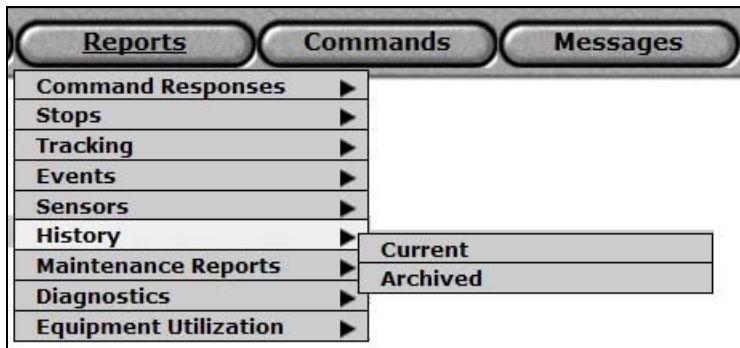 Reports Commands Messages
Command Responses
Stops
Tracking
Events
Sensors
History
Current
Maintenance Reports
Archived
Diagnostics
Equipment Utilization